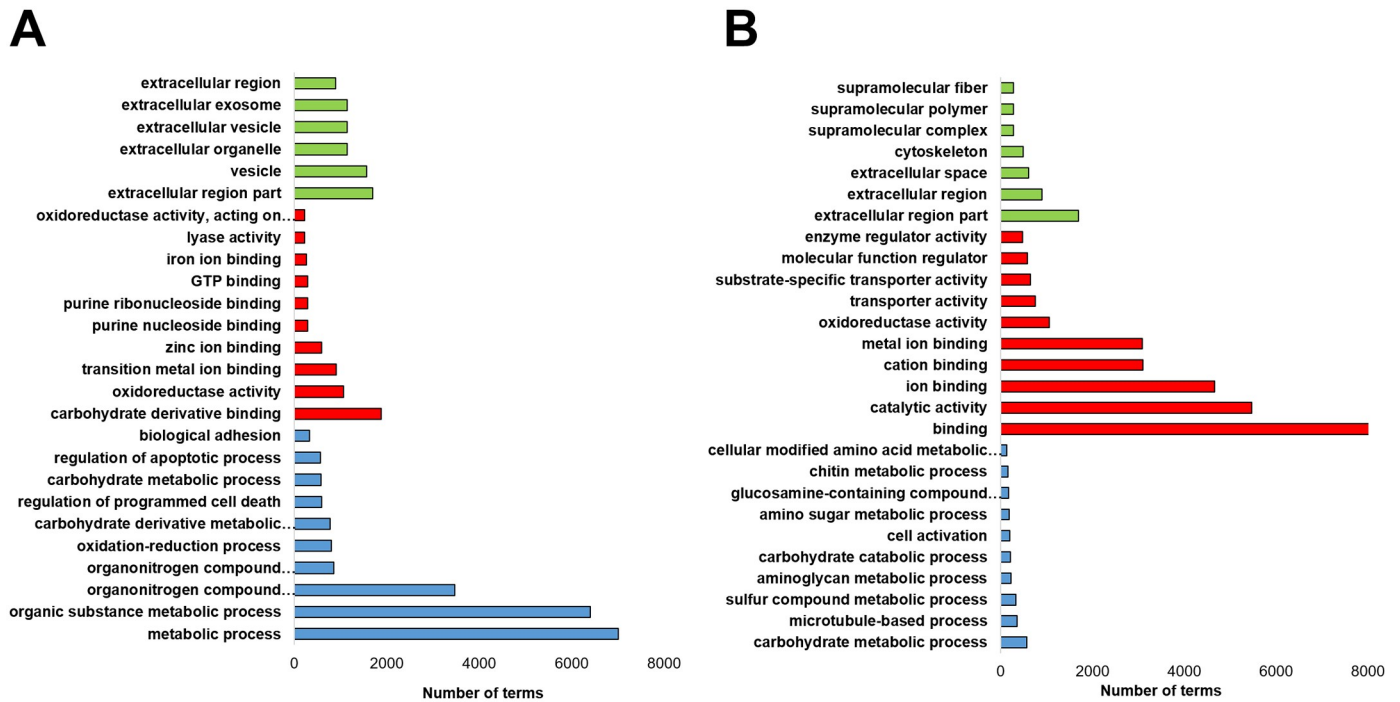 A
extracellular region
extracellular exosome
extracellular vesicle
extracellular organelle
vesicle
extracellular region part
oxidoreductase activity, acting on…
lyase activity
iron ion binding
GTP binding
purine ribonucleoside binding
purine nucleoside binding
zinc ion binding
transition metal ion binding
oxidoreductase activity
carbohydrate derivative binding
biological adhesion
regulation of apoptotic process
carbohydrate metabolic process
regulation of programmed cell death
carbohydrate derivative metabolic…
oxidation-reduction process
organonitrogen compound…
organonitrogen compound…
organic substance metabolic process
metabolic process
0 2000 4000 6000 8000
Number of terms
B
supramolecular fiber
supramolecular polymer
supramolecular complex
cytoskeleton
extracellular space
extracellular region
extracellular region part
enzyme regulator activity
molecular function regulator
substrate-specific transporter activity
transporter activity
oxidoreductase activity
metal ion binding
cation binding
ion binding
catalytic activity
binding
cellular modified amino acid metabolic…
chitin metabolic process
glucosamine-containing compound…
amino sugar metabolic process
cell activation
carbohydrate catabolic process
aminoglycan metabolic process
sulfur compound metabolic process
microtubule-based process
carbohydrate metabolic process
0 2000 4000 6000 8000
Number of terms